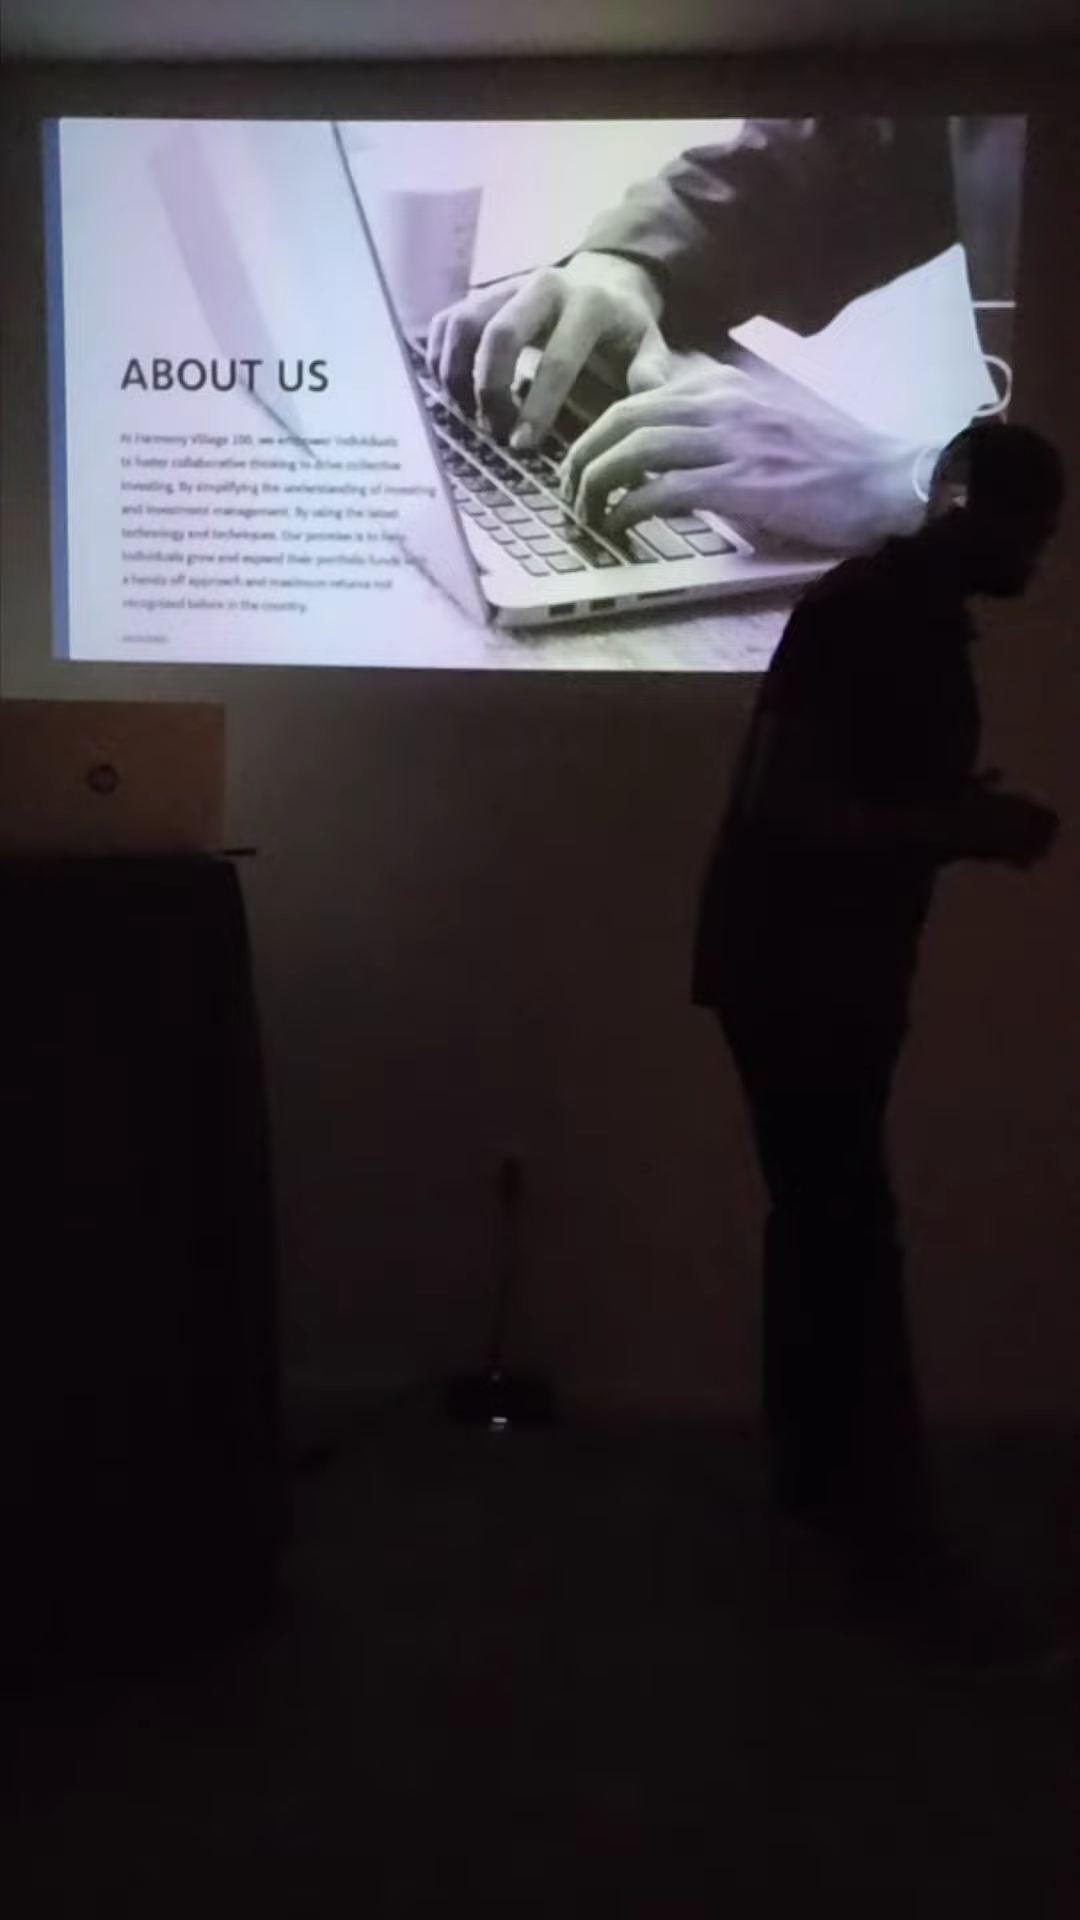 ABOUT US
At Harmony Village 100, we empower individuals
to foster collaborative thinking to drive collective
investing. By simplifying the understanding of investing
and investment management. By using the latest
technology and techniques. Our promise is to help
individuals grow and expand their portfolio funds with
a hands off approach and maximum returns not
recognized before in the country.
hp